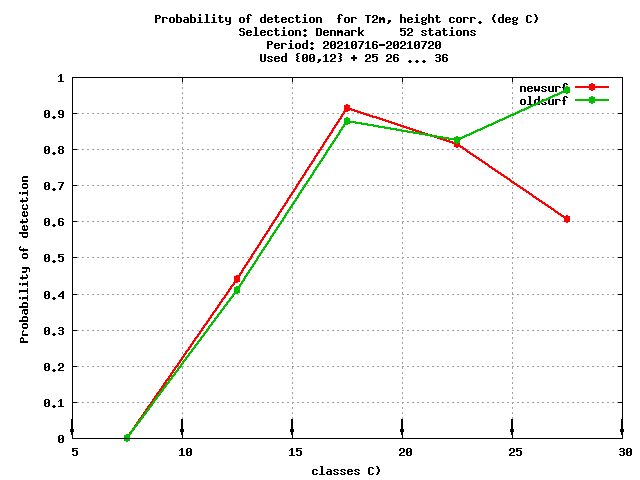 Probability of detection  for T2m, height corr. (deg C)
Selection: Denmark     52 stations
Period: 20210716-20210720
Used {00,12} + 25 26 ... 36
newsurf
oldsurf
1
0.9
0.8
0.7
0.6
0.5
0.4
0.3
0.2
0.1
0
Probability of detection
5 10 15 20 25 30
classes C)